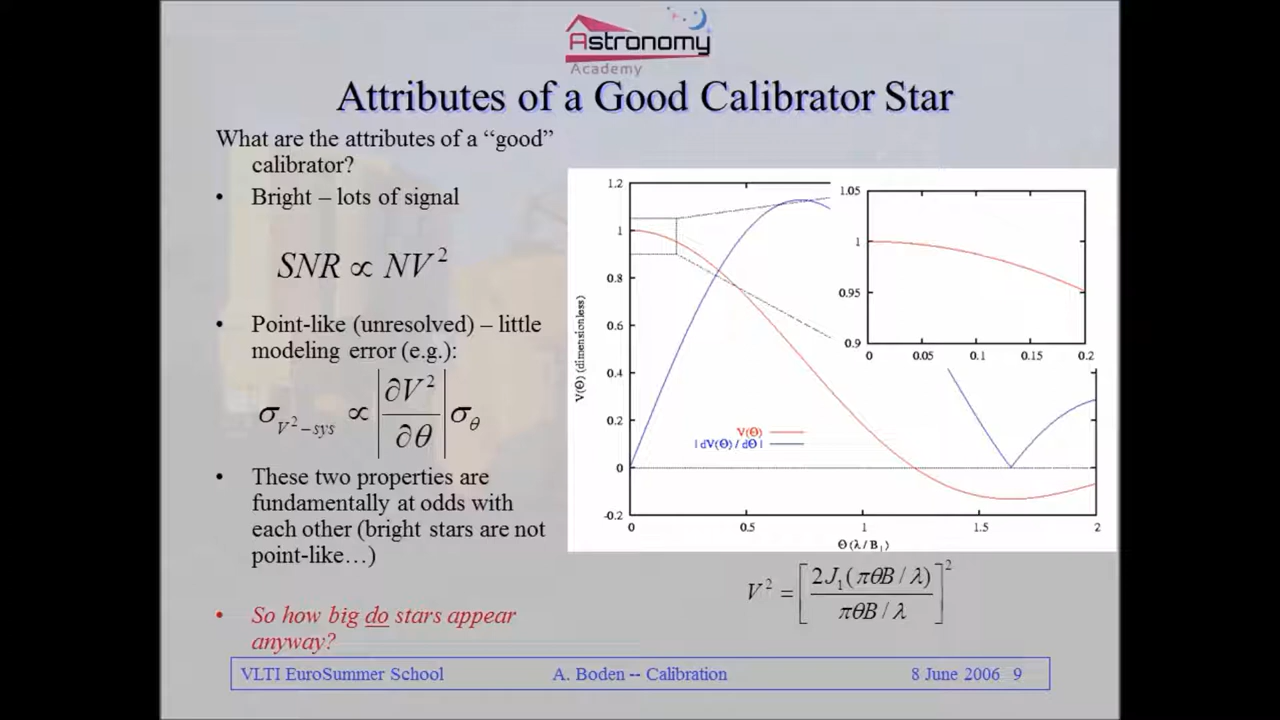 Astronomy
Academy
Attributes of a Good Calibrator Star
What are the attributes of a “good”
calibrator?
• Bright – lots of signal
SNR ∝ NV²
• Point-like (unresolved) – little
modeling error (e.g.):
σ_{V²−sys} ∝ |∂V²/∂θ| σ_θ
• These two properties are
fundamentally at odds with
each other (bright stars are not
point-like…)
• So how big do stars appear
anyway?
V(Θ) (dimensionless)
1.2
1
0.8
0.6
0.4
0.2
0
-0.2
0 0.5 1 1.5 2
Θ (λ / B⊥)
V(Θ)
| dV(Θ) / dΘ |
1.05
1
0.95
0.9
0 0.05 0.1 0.15 0.2
V² = [2J₁(πθB / λ) / πθB / λ]²
VLTI EuroSummer School A. Boden -- Calibration 8 June 2006 9